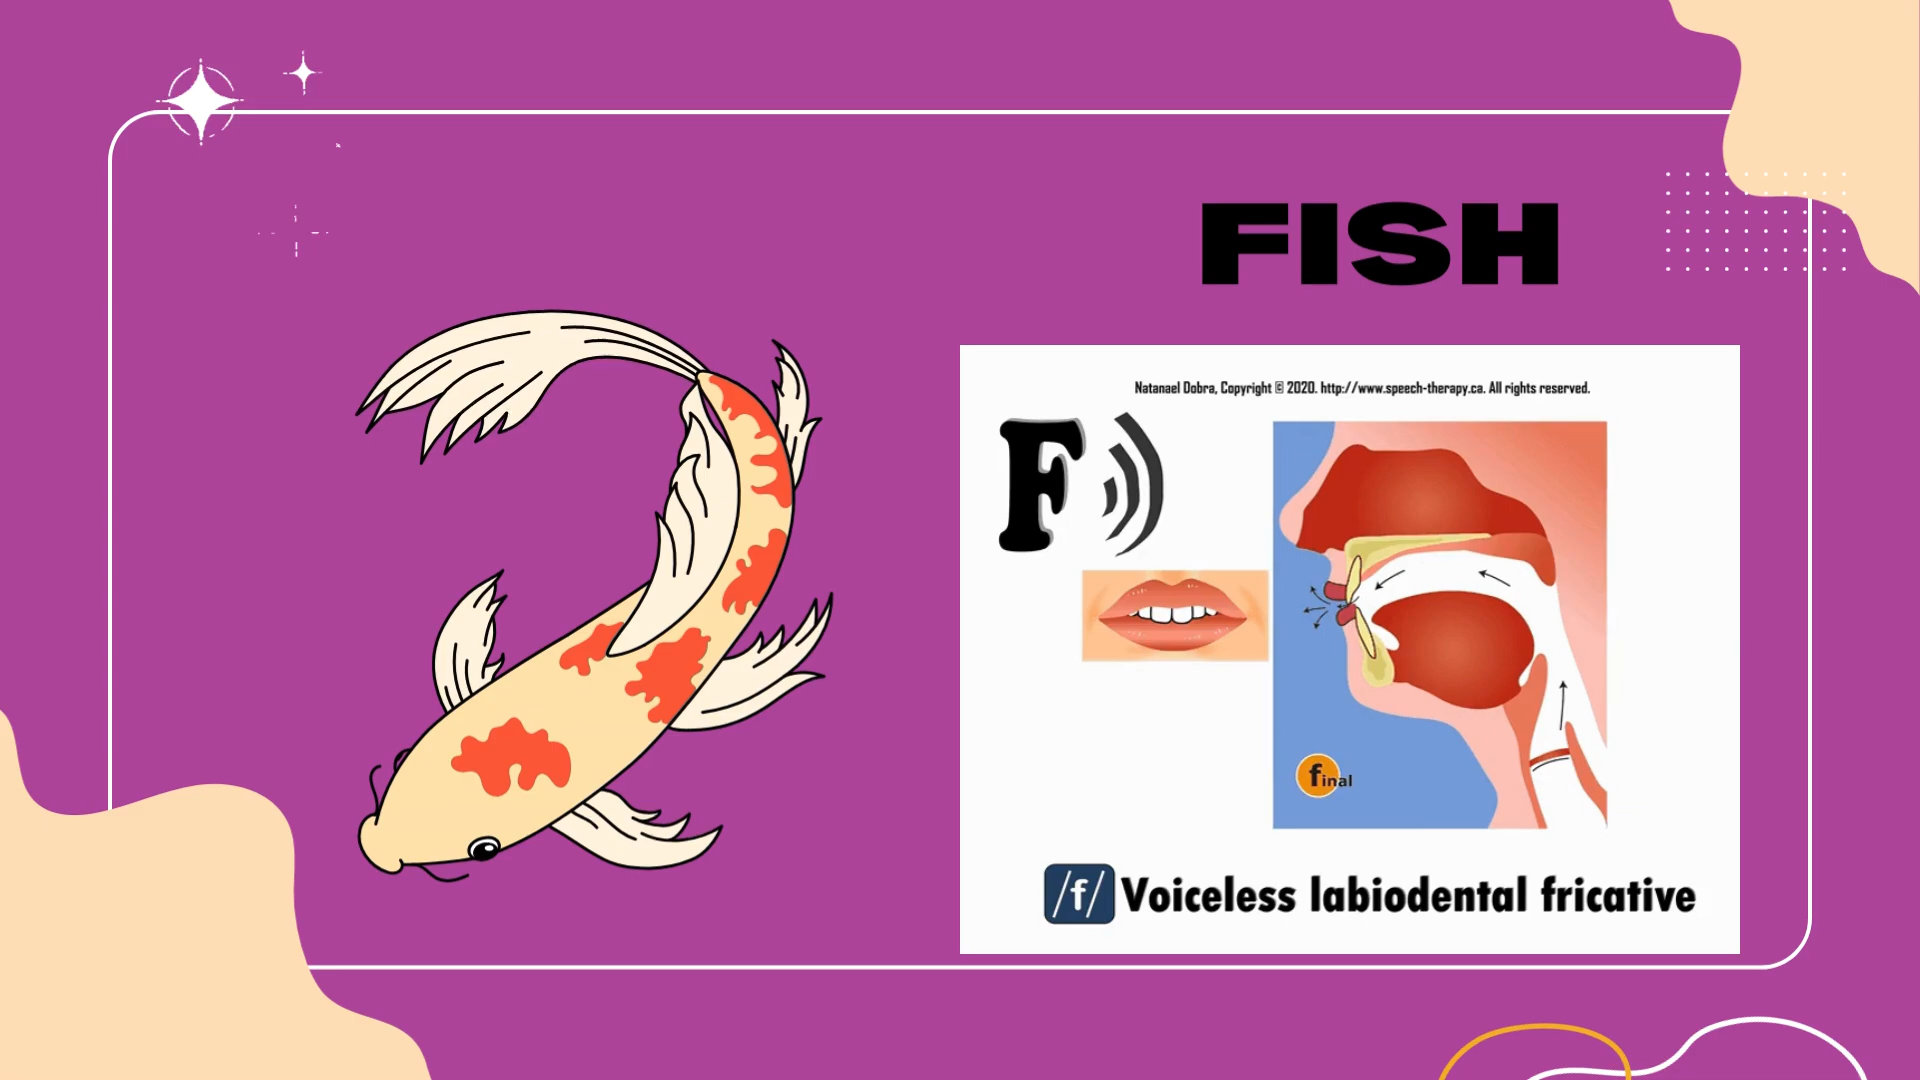 FISH
Natanael Dobra, Copyright © 2020. http://www.speech-therapy.ca. All rights reserved.
F
final
/f/ Voiceless labiodental fricative